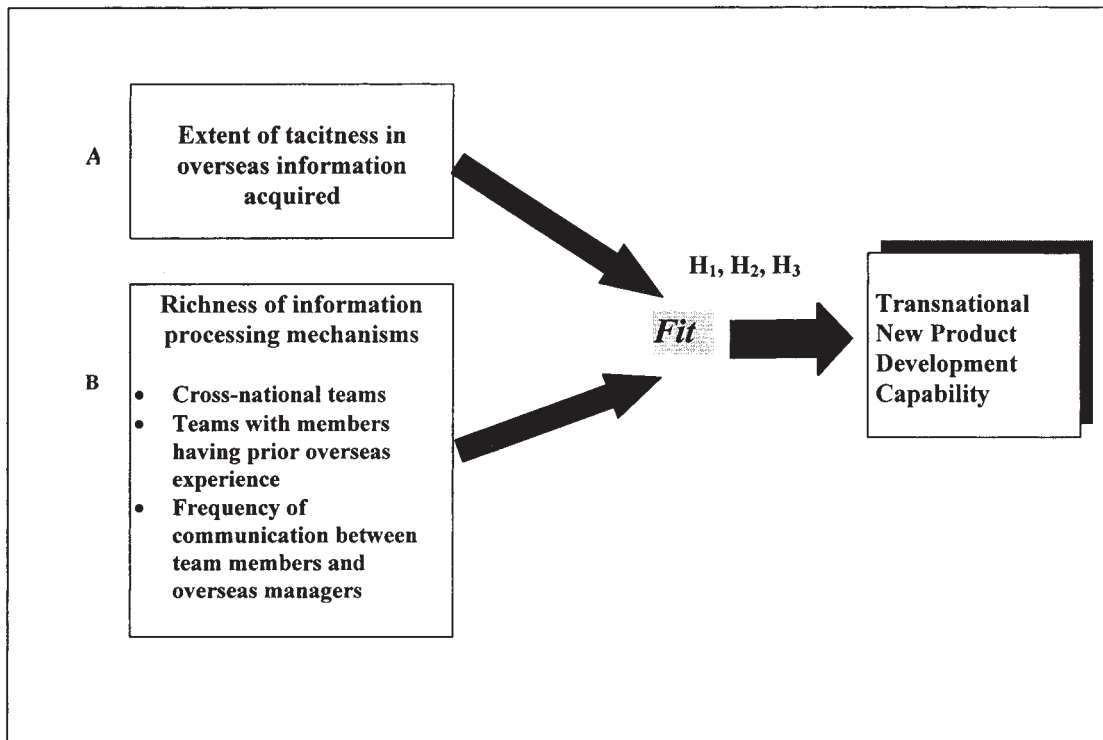 A
Extent of tacitness in
overseas information
acquired
B
Richness of information
processing mechanisms
• Cross-national teams
• Teams with members
having prior overseas
experience
• Frequency of
communication between
team members and
overseas managers
Fit
H₁, H₂, H₃
Transnational
New Product
Development
Capability